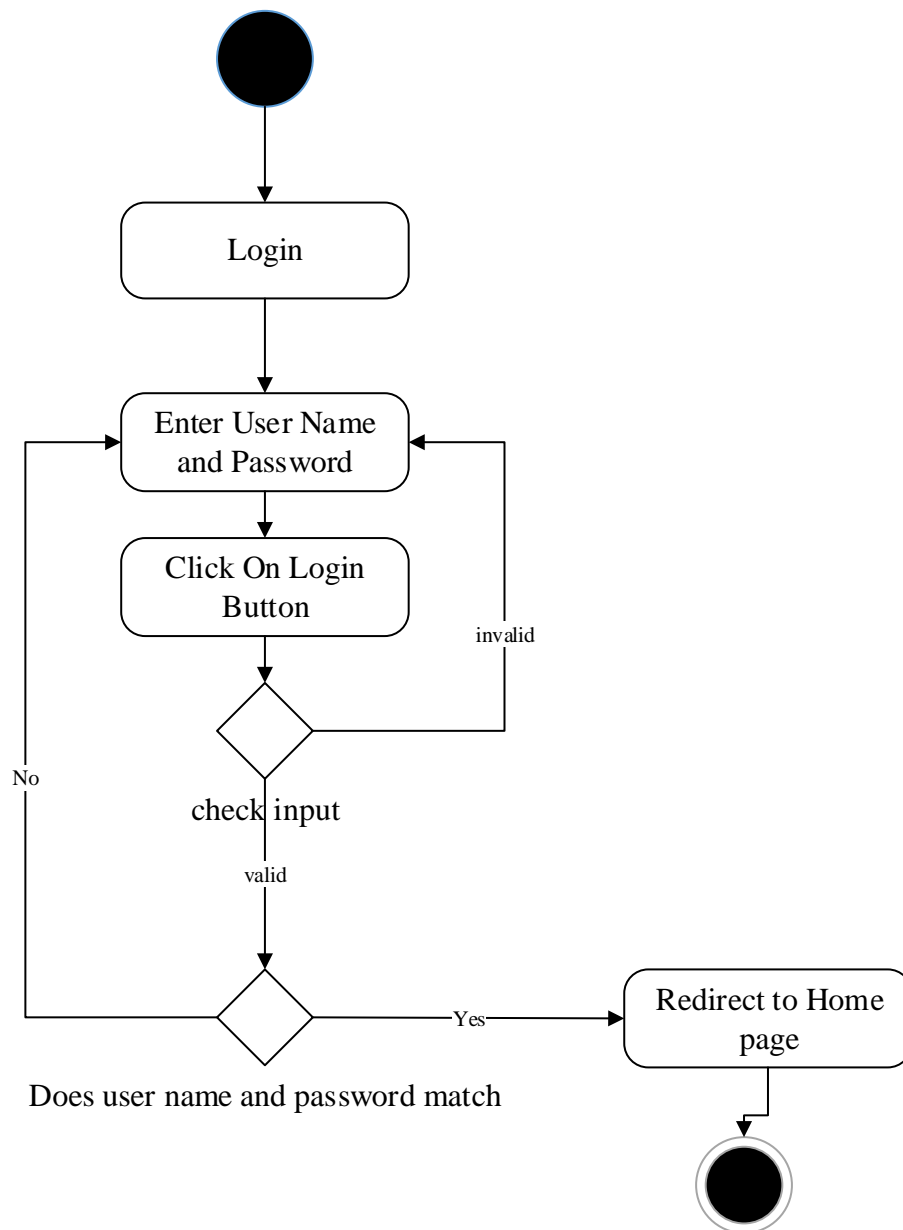 Login
Enter User Name
and Password
Click On Login
Button
invalid
No
check input
valid
Yes
Redirect to Home
page
Does user name and password match